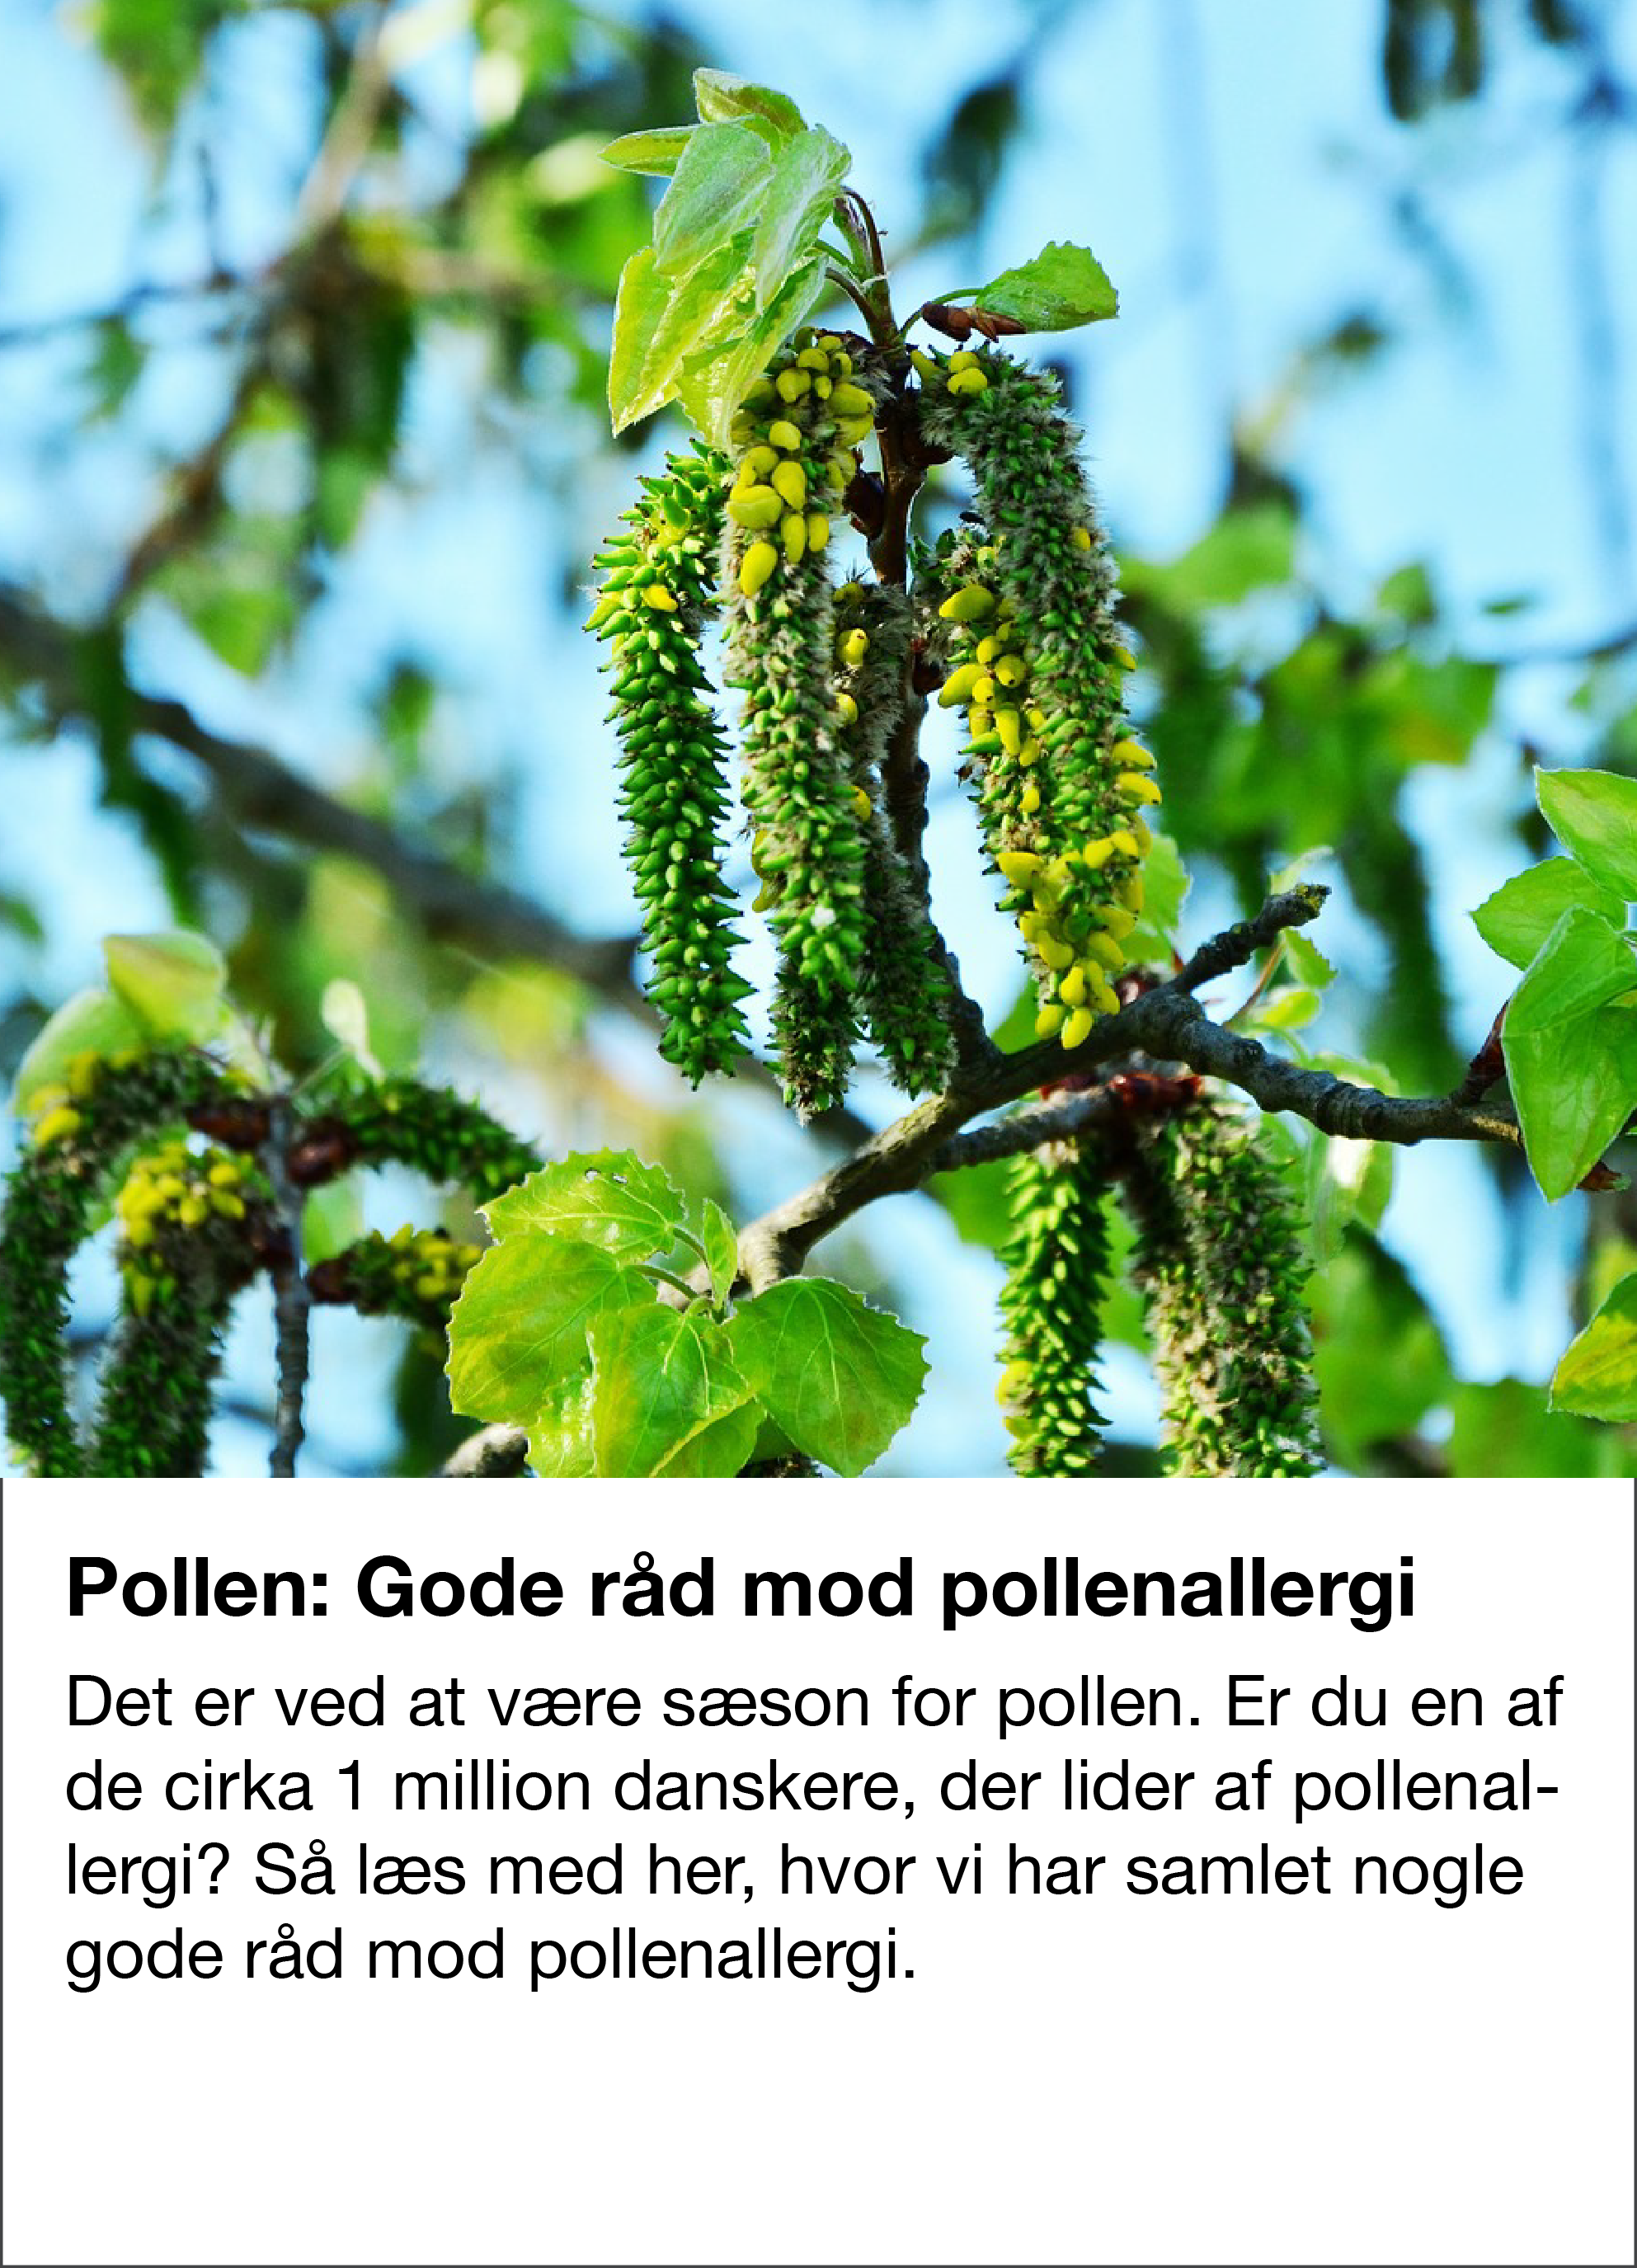 Pollen: Gode råd mod pollenallergi
Det er ved at være sæson for pollen. Er du en af
de cirka 1 million danskere, der lider af pollenal-
lergi? Så læs med her, hvor vi har samlet nogle
gode råd mod pollenallergi.